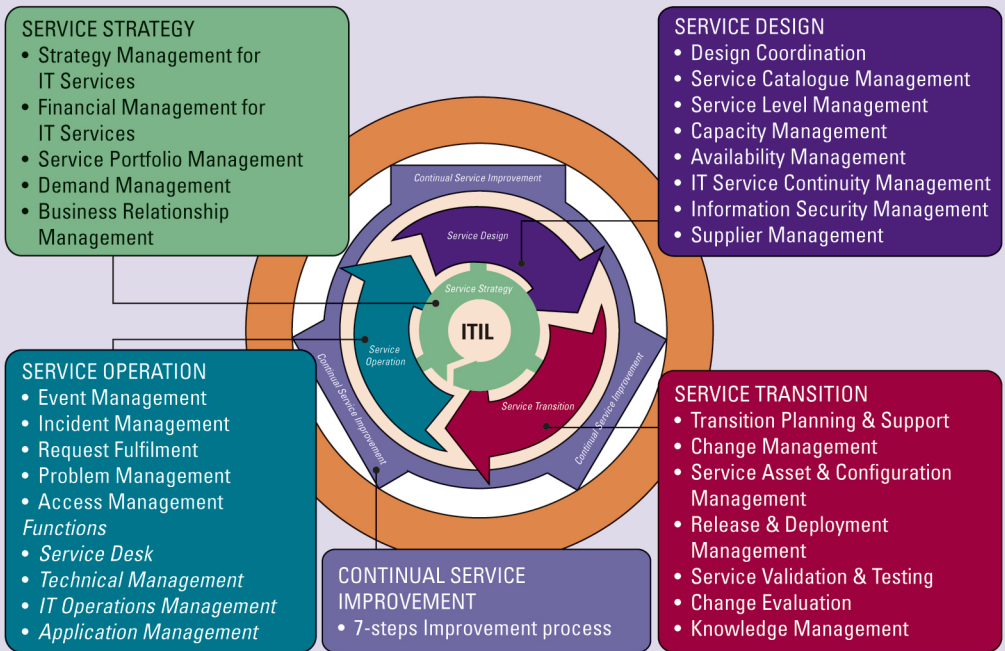 SERVICE STRATEGY
• Strategy Management for
IT Services
• Financial Management for
IT Services
• Service Portfolio Management
• Demand Management
• Business Relationship
Management
SERVICE DESIGN
• Design Coordination
• Service Catalogue Management
• Service Level Management
• Capacity Management
• Availability Management
• IT Service Continuity Management
• Information Security Management
• Supplier Management
Continual Service Improvement
Service Design
Service Strategy
ITIL
Service
Operation
Service Transition
Continual Service Improvement
Continual Service Improvement
SERVICE OPERATION
• Event Management
• Incident Management
• Request Fulfilment
• Problem Management
• Access Management
Functions
• Service Desk
• Technical Management
• IT Operations Management
• Application Management
CONTINUAL SERVICE
IMPROVEMENT
• 7-steps Improvement process
SERVICE TRANSITION
• Transition Planning & Support
• Change Management
• Service Asset & Configuration
Management
• Release & Deployment
Management
• Service Validation & Testing
• Change Evaluation
• Knowledge Management